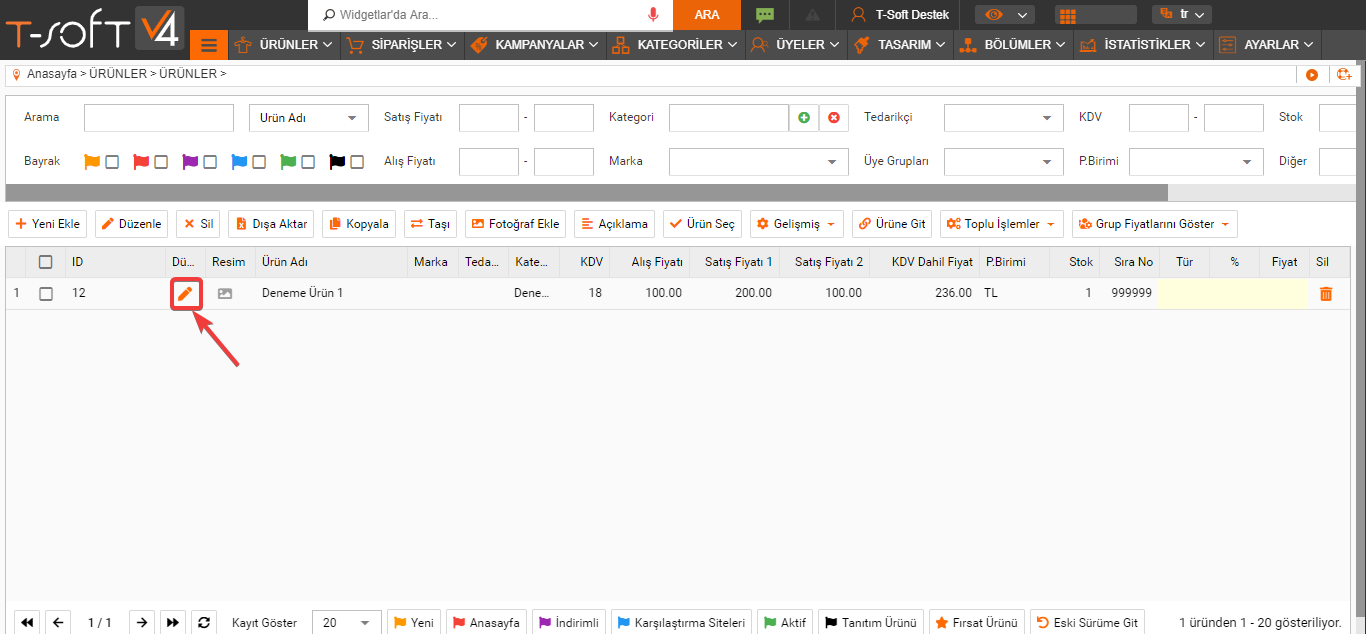 T-SOFT V4 Widgetlar'da Ara... ARA T-Soft Destek tr
ÜRÜNLER SİPARİŞLER KAMPANYALAR KATEGORİLER ÜYELER TASARIM BÖLÜMLER İSTATİSTİKLER AYARLAR
Anasayfa > ÜRÜNLER > ÜRÜNLER >
Arama Ürün Adı Satış Fiyatı - Kategori Tedarikçi KDV - Stok
Bayrak Alış Fiyatı - Marka Üye Grupları P.Birimi Diğer
Yeni Ekle Düzenle Sil Dışa Aktar Kopyala Taşı Fotoğraf Ekle Açıklama Ürün Seç Gelişmiş Ürüne Git Toplu İşlemler Grup Fiyatlarını Göster
ID Dü... Resim Ürün Adı Marka Teda... Kate... KDV Alış Fiyatı Satış Fiyatı 1 Satış Fiyatı 2 KDV Dahil Fiyat P.Birimi Stok Sıra No Tür % Fiyat Sil
1 12 Deneme Ürün 1 Dene... 18 100.00 200.00 100.00 236.00 TL 1 999999
1 / 1 Kayıt Göster 20 Yeni Anasayfa İndirimli Karşılaştırma Siteleri Aktif Tanıtım Ürünü Fırsat Ürünü Eski Sürüme Git 1 üründen 1 - 20 gösteriliyor.